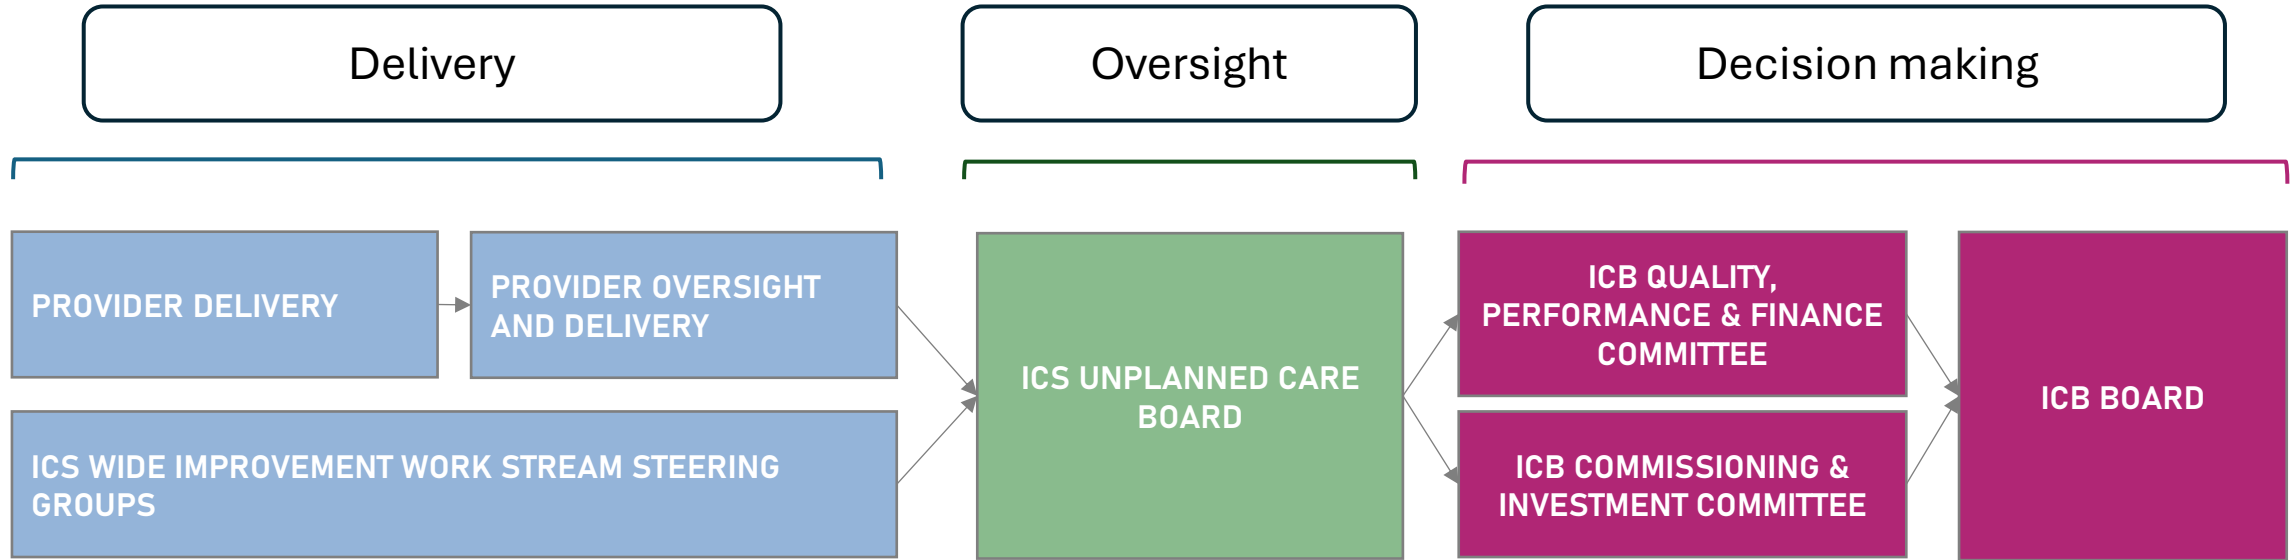 Delivery
Oversight
Decision making
PROVIDER DELIVERY
PROVIDER OVERSIGHT
AND DELIVERY
ICS WIDE IMPROVEMENT WORK STREAM STEERING
GROUPS
ICS UNPLANNED CARE
BOARD
ICB QUALITY,
PERFORMANCE & FINANCE
COMMITTEE
ICB COMMISSIONING &
INVESTMENT COMMITTEE
ICB BOARD